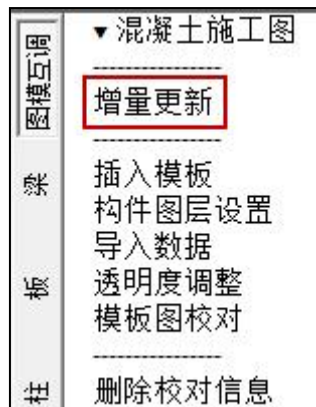 图模互调
梁
板
柱
▼混凝土施工图
--------------
增量更新
--------------
插入模板
构件图层设置
导入数据
透明度调整
模板图校对
--------------
删除校对信息